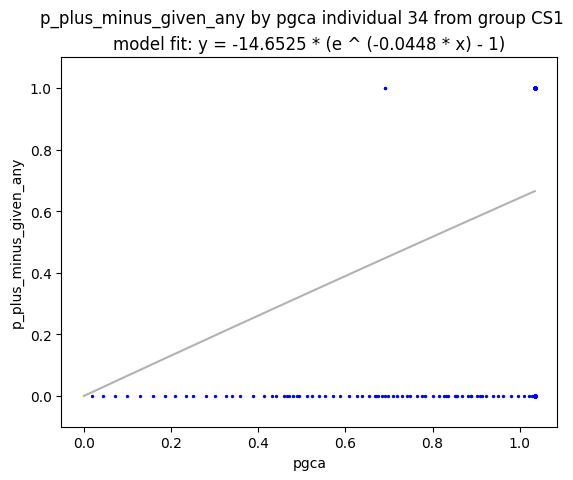 p_plus_minus_given_any by pgca individual 34 from group CS1
model fit: y = -14.6525 * (e ^ (-0.0448 * x) - 1)
1.0
0.8
0.6
0.4
0.2
0.0
p_plus_minus_given_any
0.0 0.2 0.4 0.6 0.8 1.0
pgca